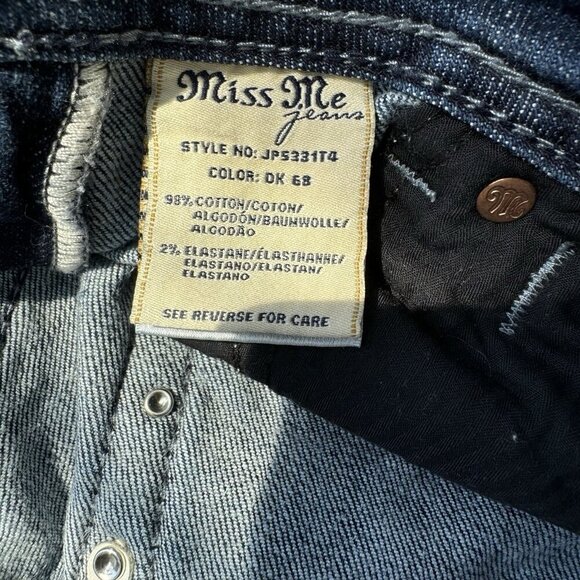 Miss Me
jeans
STYLE NO: JP5331T4
COLOR: DK 68
98% COTTON/COTON/
ALGODÓN/BAUMWOLLE/
ALGODÃO
2% ELASTANE/ÉLASTHANNE/
ELASTANO/ELASTAN/
ELASTANO
SEE REVERSE FOR CARE
M